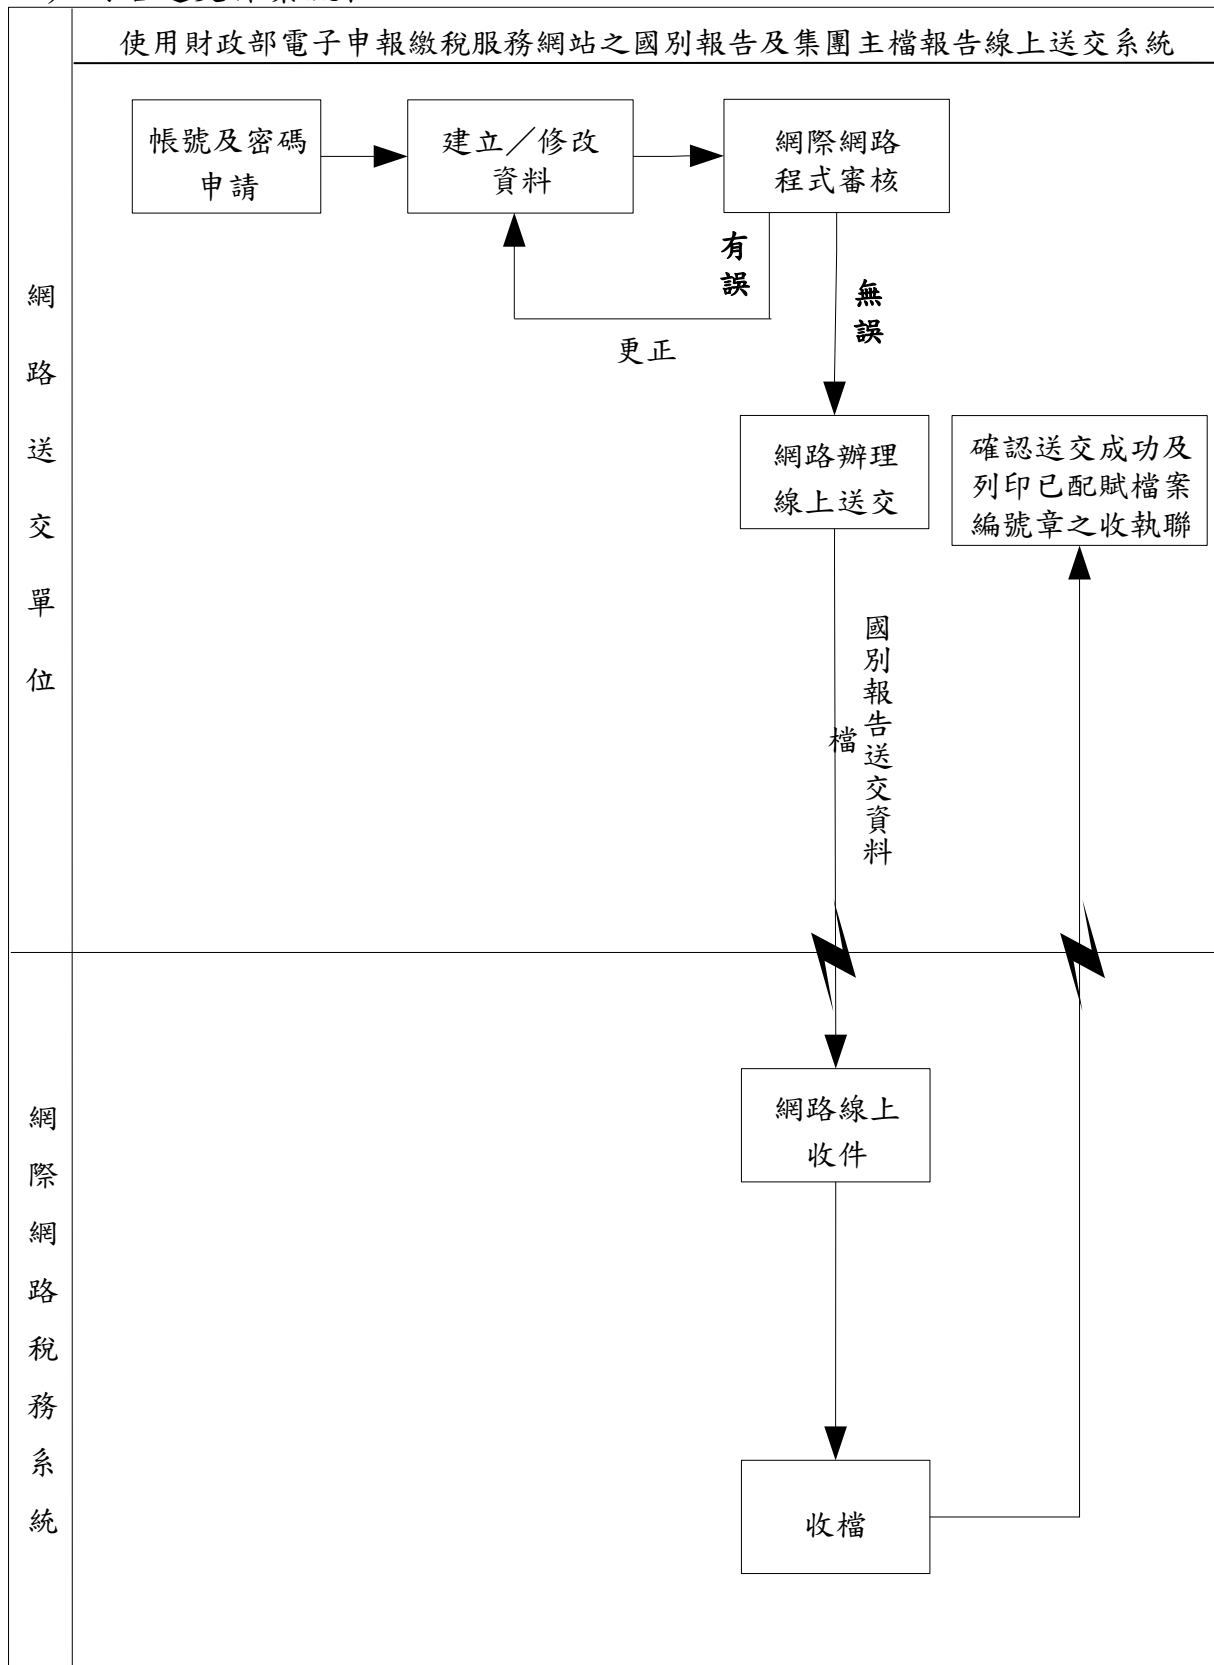 使用財政部電子申報繳稅服務網站之國別報告及集團主檔報告線上送交系統
帳號及密碼
申請
建立／修改
資料
網際網路
程式審核
有誤
無誤
更正
網路送交單位
網路辦理
線上送交
確認送交成功及
列印已配賦檔案
編號章之收執聯
國別報告送交資料
檔
網際網路稅務系統
網路線上
收件
收檔